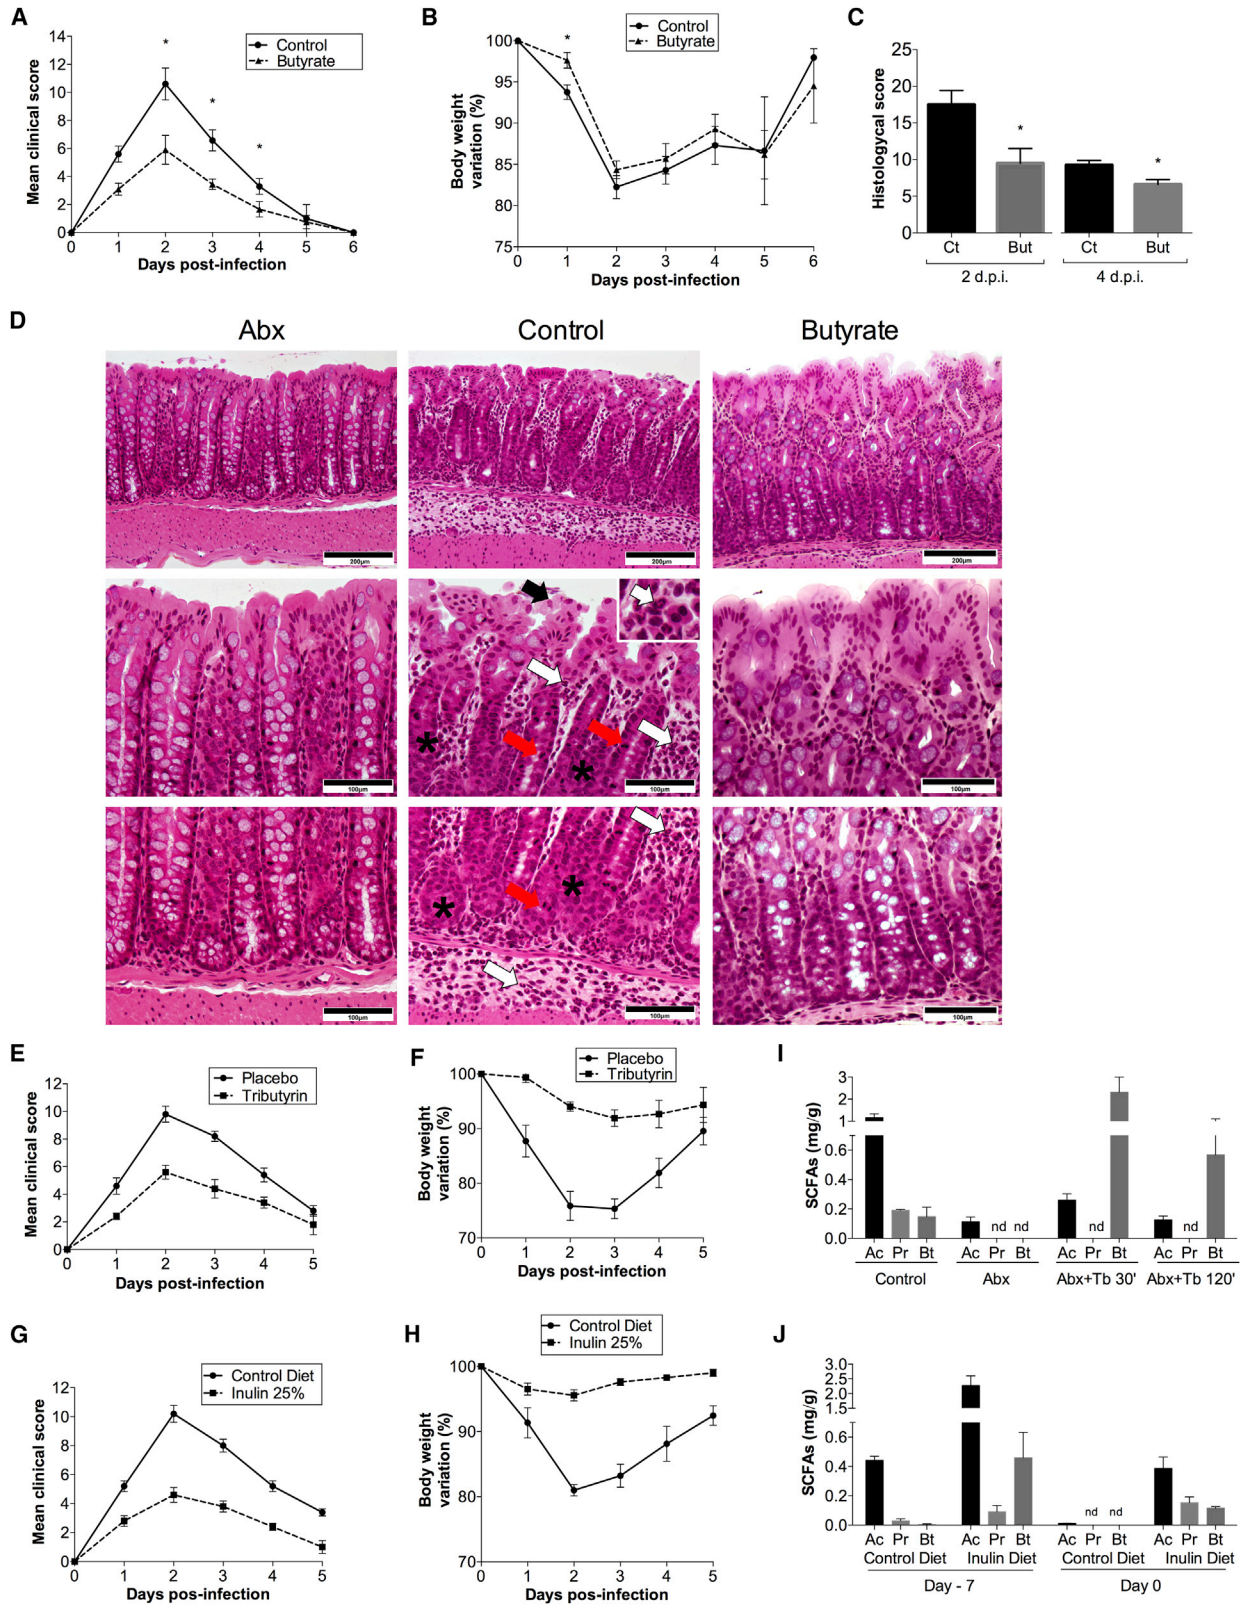 A
Control
Butyrate
Mean clinical score
14
12
10
8
6
4
2
0
*
*
*
0 1 2 3 4 5 6
Days post-infection
B
Control
Butyrate
Body weight
variation (%)
100
95
90
85
80
75
*
0 1 2 3 4 5 6
Days post-infection
C
Histologycal score
25
20
15
10
5
0
*
*
Ct But Ct But
2 d.p.i. 4 d.p.i.
D
Abx Control Butyrate
200µm 200µm 200µm
* *
100µm 100µm 100µm
* *
100µm 100µm 100µm
E
Placebo
Tributyrin
Mean clinical score
12
10
8
6
4
2
0
0 1 2 3 4 5
Days post-infection
F
Placebo
Tributyrin
Body weight
variation (%)
100
90
80
70
0 1 2 3 4 5
Days post-infection
I
SCFAs (mg/g)
3
2
1
0.6
0.4
0.2
0.0
nd nd nd nd
Ac Pr Bt Ac Pr Bt Ac Pr Bt Ac Pr Bt
Control Abx Abx+Tb 30' Abx+Tb 120'
G
Control Diet
Inulin 25%
Mean clinical score
12
10
8
6
4
2
0
0 1 2 3 4 5
Days pos-infection
H
Control Diet
Inulin 25%
Body weight
variation (%)
100
90
80
70
0 1 2 3 4 5
Days pos-infection
J
SCFAs (mg/g)
3.0
2.5
2.0
1.5
0.6
0.4
0.2
0.0
nd nd
Ac Pr Bt Ac Pr Bt Ac Pr Bt Ac Pr Bt
Control Diet Inulin Diet Control Diet Inulin Diet
Day - 7 Day 0